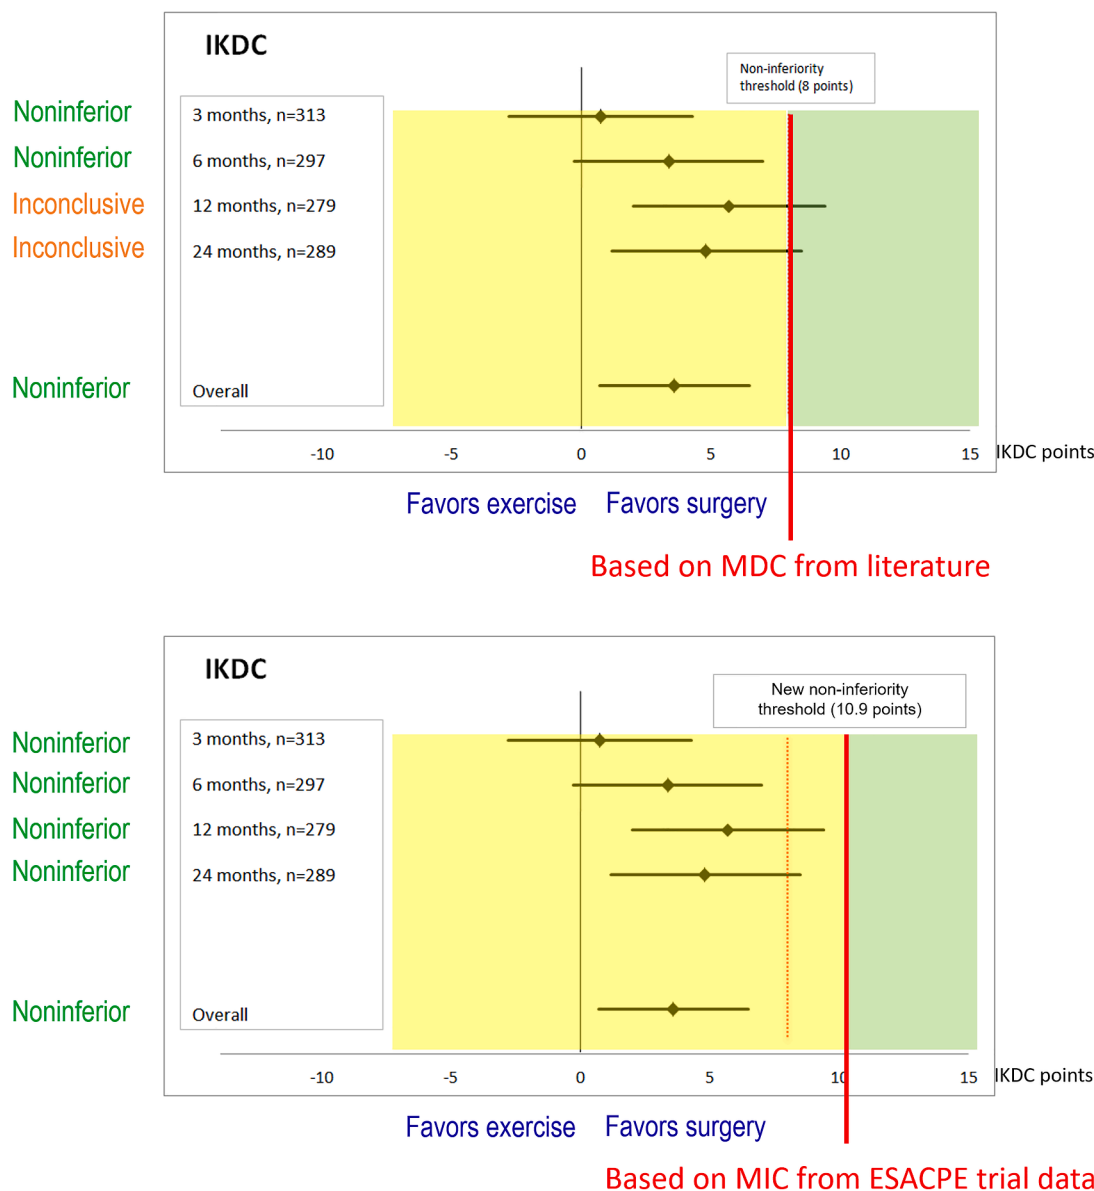 IKDC
Non-inferiority
threshold (8 points)
Noninferior 3 months, n=313
Noninferior 6 months, n=297
Inconclusive 12 months, n=279
Inconclusive 24 months, n=289
Noninferior Overall
-10 -5 0 5 10 15 IKDC points
Favors exercise Favors surgery
Based on MDC from literature
IKDC
New non-inferiority
threshold (10.9 points)
Noninferior 3 months, n=313
Noninferior 6 months, n=297
Noninferior 12 months, n=279
Noninferior 24 months, n=289
Noninferior Overall
-10 -5 0 5 10 15 IKDC points
Favors exercise Favors surgery
Based on MIC from ESACPE trial data